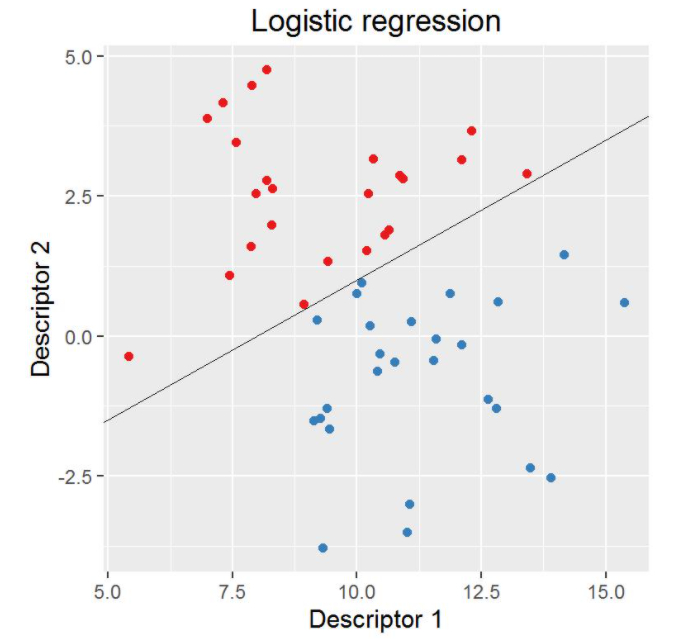 Logistic regression
5.0
2.5
0.0
-2.5
Descriptor 2
5.0 7.5 10.0 12.5 15.0
Descriptor 1